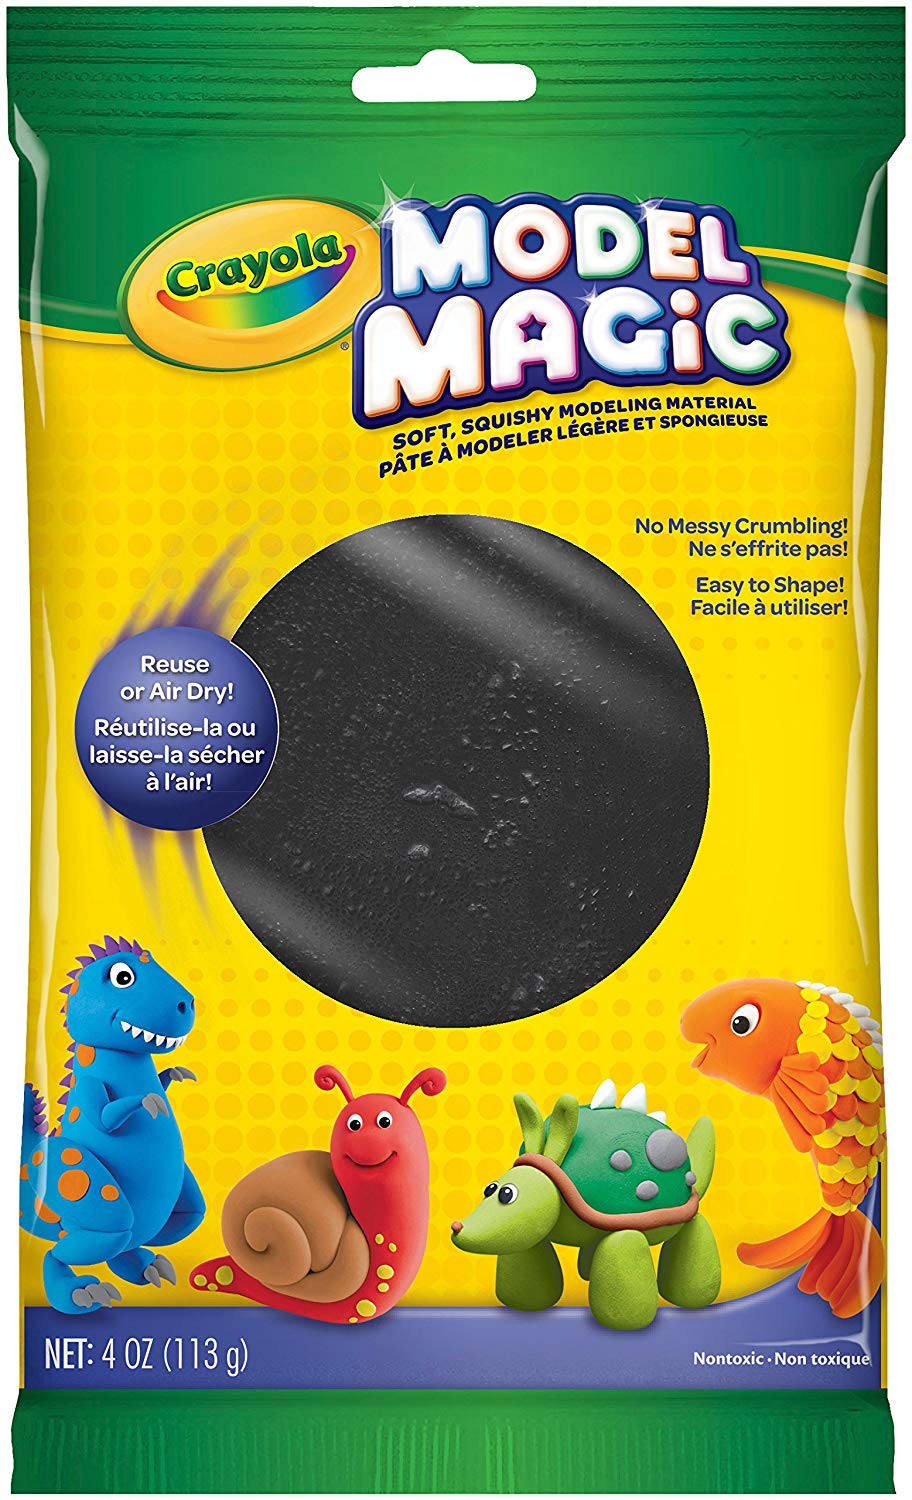 Crayola
®
MODEL
MAGiC
SOFT, SQUISHY MODELING MATERIAL
PÂTE À MODELER LÉGÈRE ET SPONGIEUSE
No Messy Crumbling!
Ne s'effrite pas!
Easy to Shape!
Facile à utiliser!
Reuse
or Air Dry!
Réutilise-la ou
laisse-la sécher
à l'air!
NET: 4 OZ (113 g)
Nontoxic • Non toxique